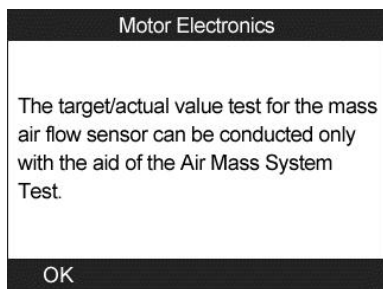 Motor Electronics
The target/actual value test for the mass
air flow sensor can be conducted only
with the aid of the Air Mass System
Test.
OK